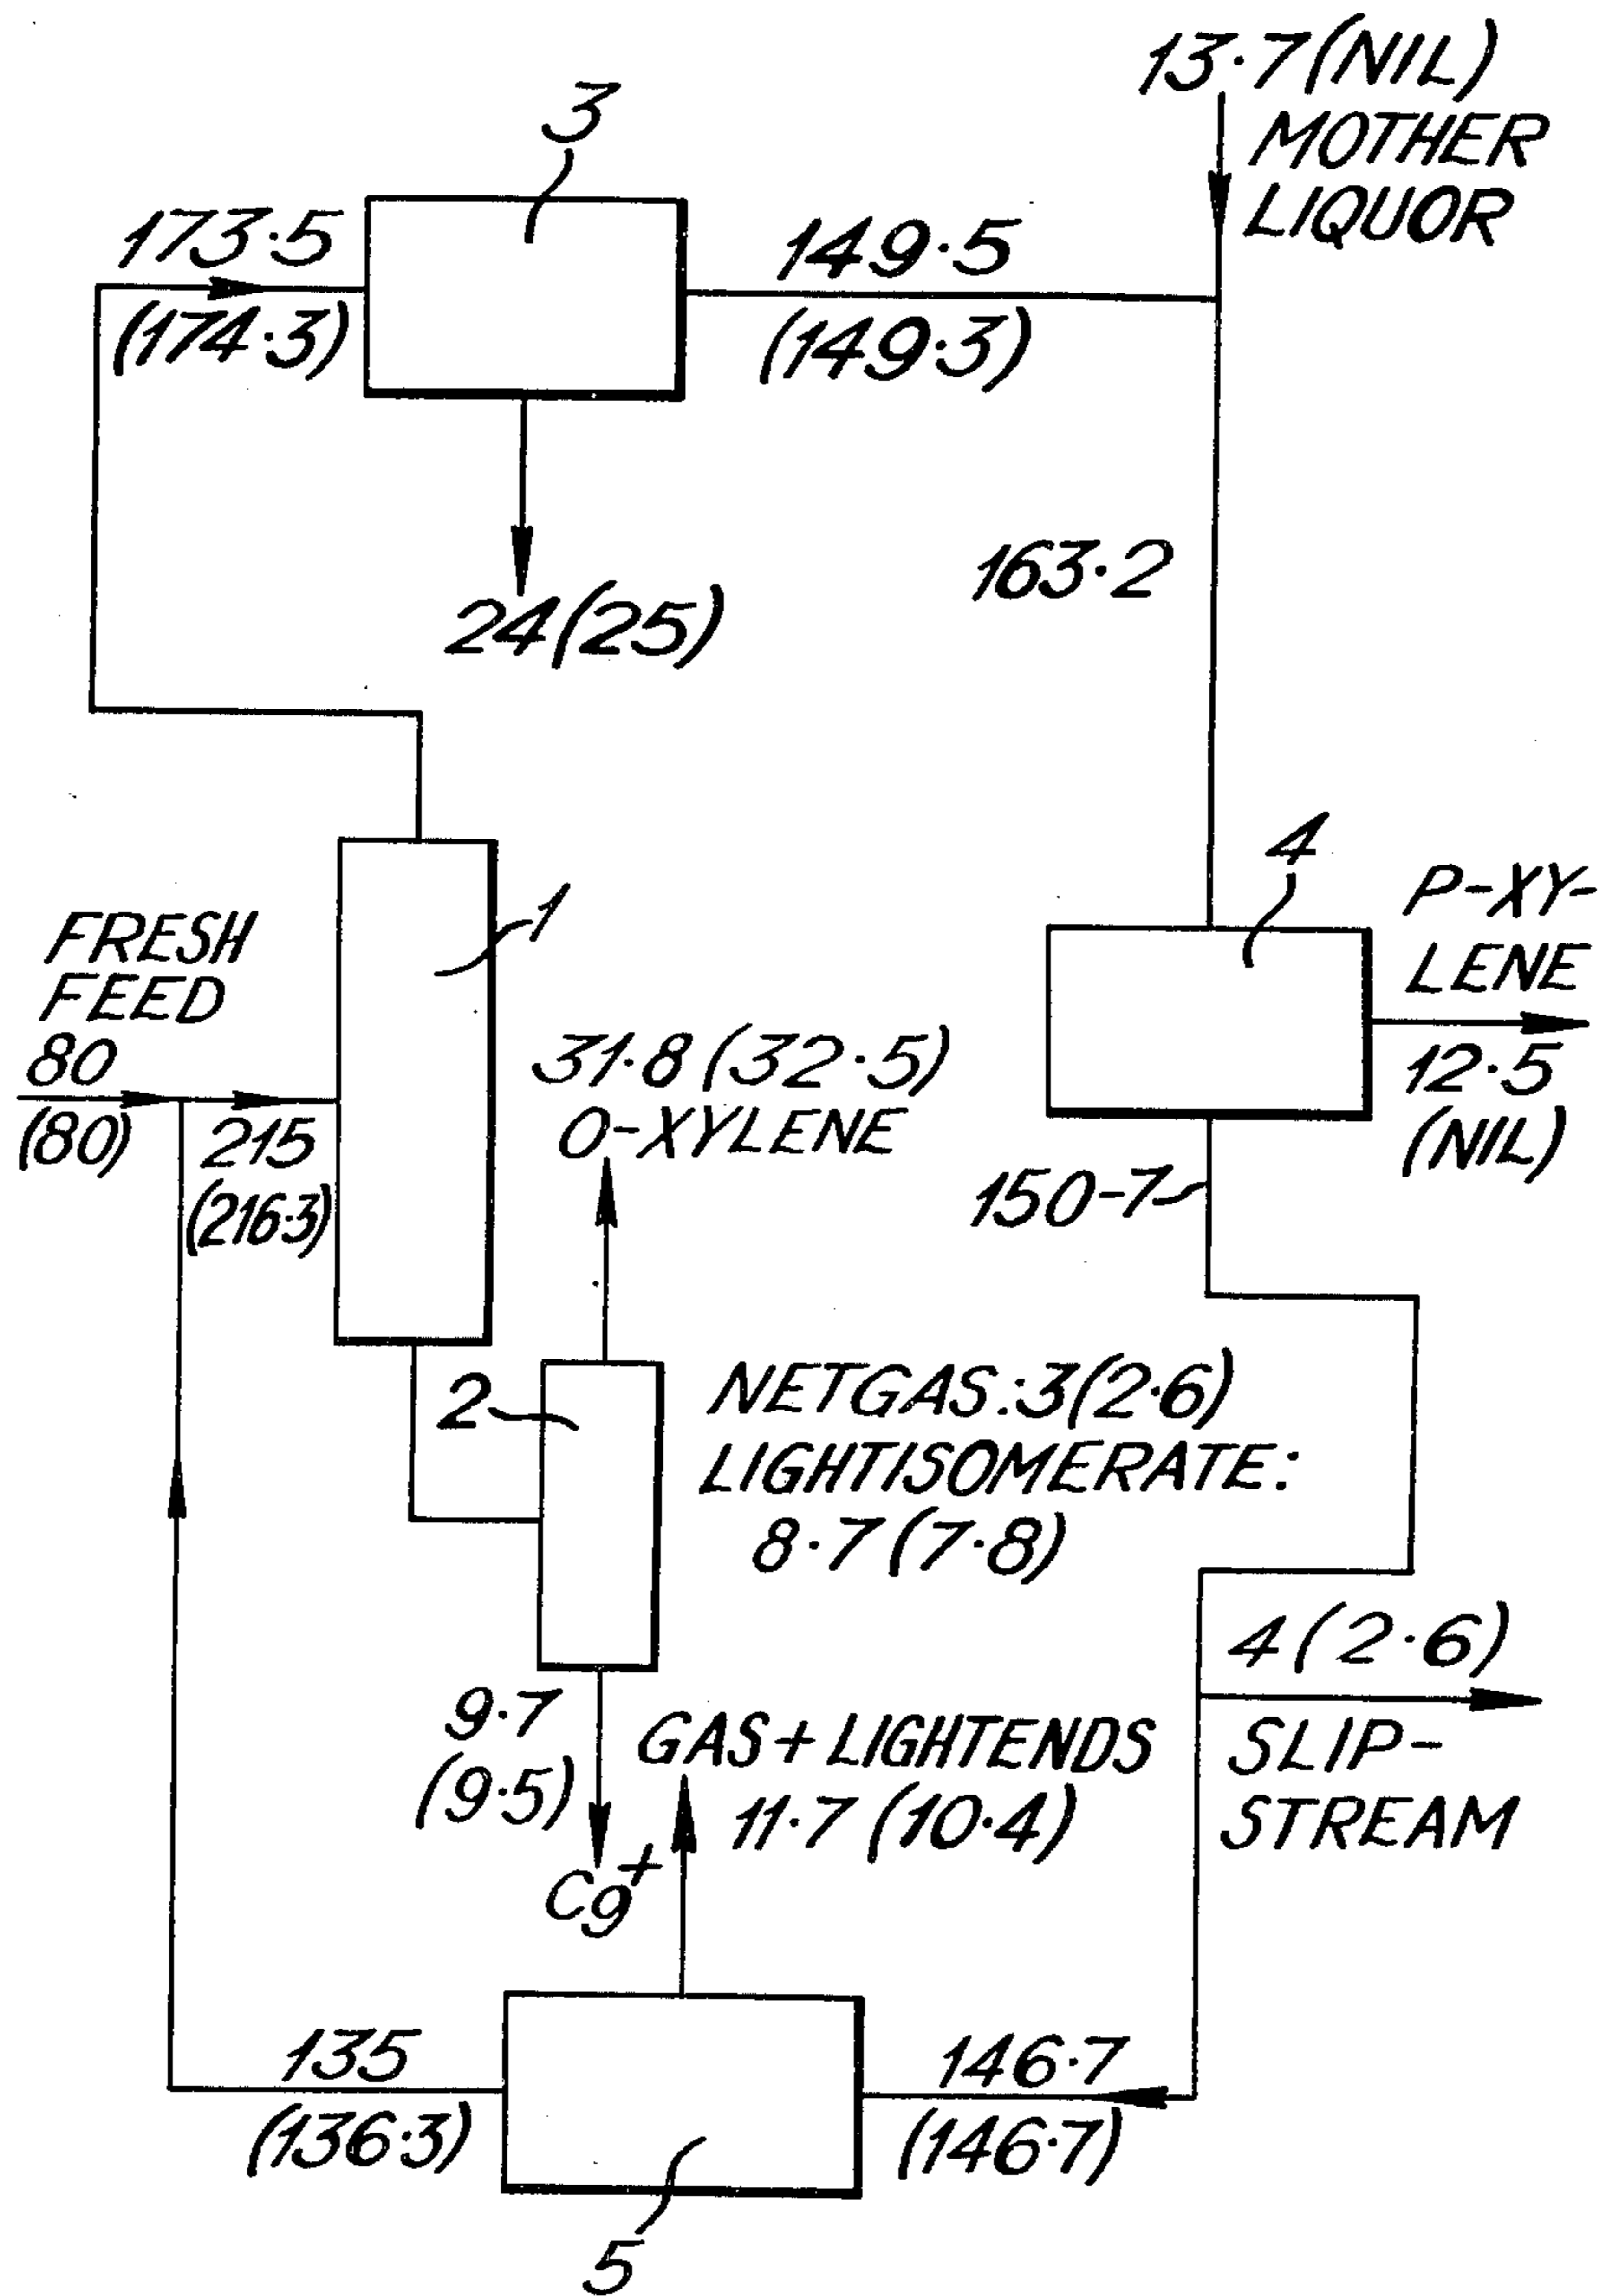 13·7(NIL)
MOTHER
LIQUOR
3
173·5
(174·3)
149·5
(149·3)
24(25)
163·2
4
P-XY-
LENE
12·5
(NIL)
1
FRESH
FEED
80
(80)
215
(216·3)
31·8(32·5)
O-XYLENE
150-7
2
NETGAS.:3(2·6)
LIGHTISOMERATE:
8·7(7·8)
4(2·6)
SLIP-
STREAM
9·7
(9·5)
C9+
GAS+LIGHTENDS
11·7(10·4)
135
(136·3)
146·7
(146·7)
5